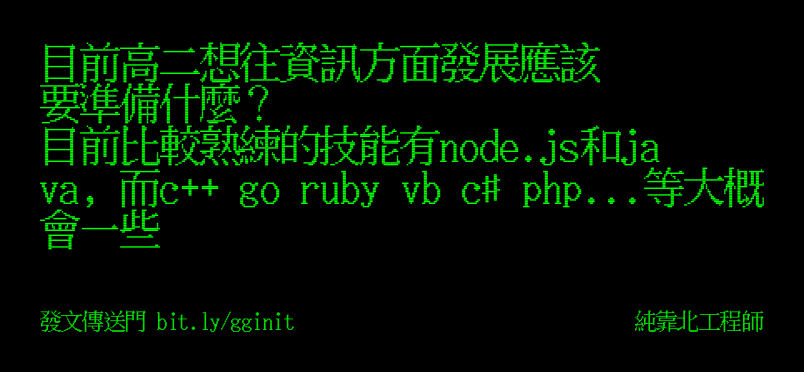 目前高二想往資訊方面發展應該
要準備什麼？
目前比較熟練的技能有node.js和ja
va, 而c++ go ruby vb c# php...等大概
會一些
發文傳送門 bit.ly/gginit
純靠北工程師